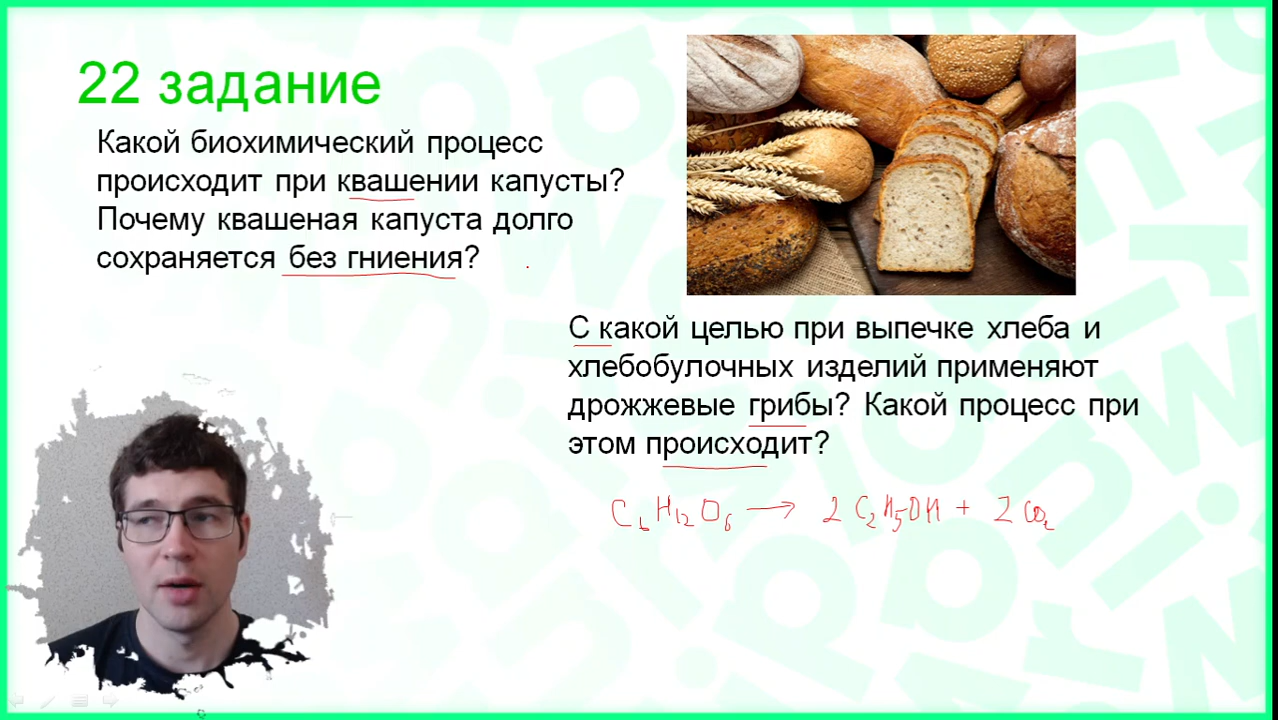 22 задание
Какой биохимический процесс
происходит при квашении капусты?
Почему квашеная капуста долго
сохраняется без гниения?
С какой целью при выпечке хлеба и
хлебобулочных изделий применяют
дрожжевые грибы? Какой процесс при
этом происходит?
C₆H₁₂O₆ → 2 C₂H₅OH + 2 CO₂